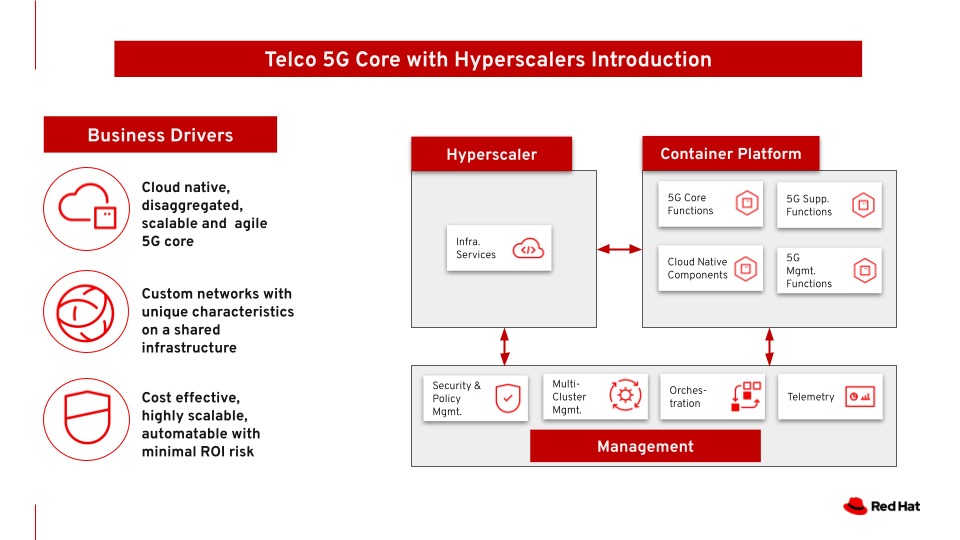 Telco 5G Core with Hyperscalers Introduction
Business Drivers
Cloud native,
disaggregated,
scalable and agile
5G core
Custom networks with
unique characteristics
on a shared
infrastructure
Cost effective,
highly scalable,
automatable with
minimal ROI risk
Hyperscaler
Infra.
Services
Container Platform
5G Core
Functions
5G Supp.
Functions
Cloud Native
Components
5G
Mgmt.
Functions
Security &
Policy
Mgmt.
Multi-
Cluster
Mgmt.
Orches-
tration
Telemetry
Management
Red Hat